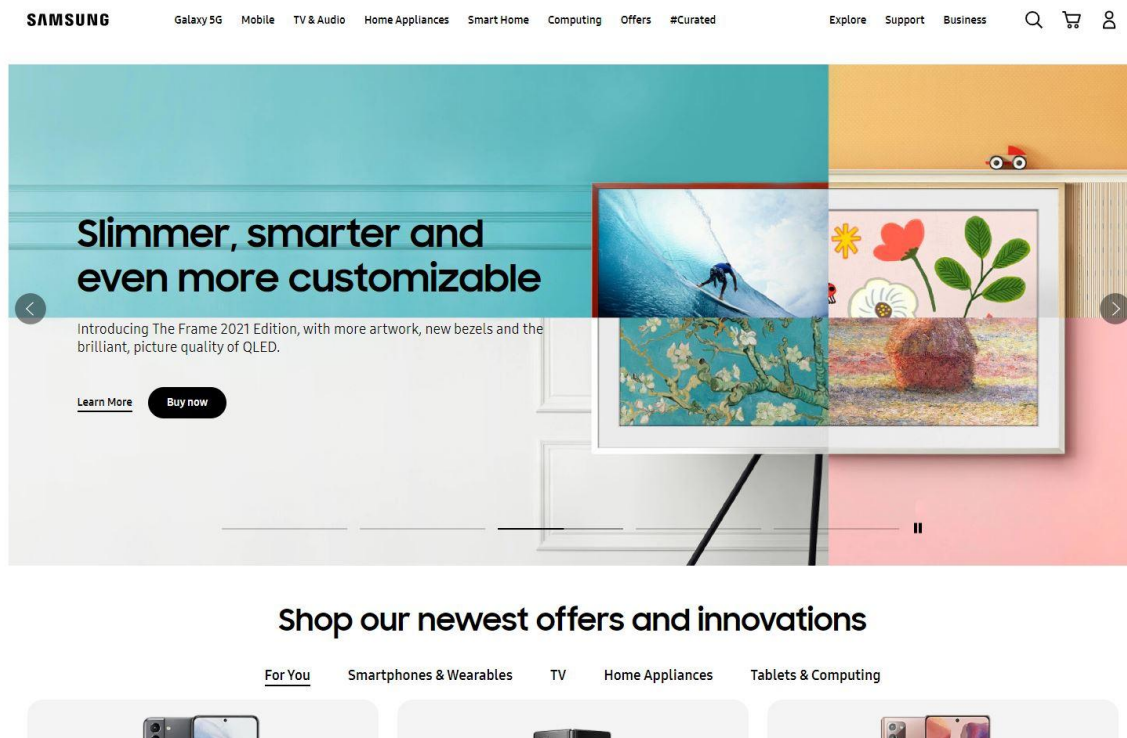 SAMSUNG
Galaxy 5G Mobile TV & Audio Home Appliances Smart Home Computing Offers #Curated Explore Support Business
Slimmer, smarter and
even more customizable
Introducing The Frame 2021 Edition, with more artwork, new bezels and the
brilliant, picture quality of QLED.
Learn More Buy now
Shop our newest offers and innovations
For You Smartphones & Wearables TV Home Appliances Tablets & Computing